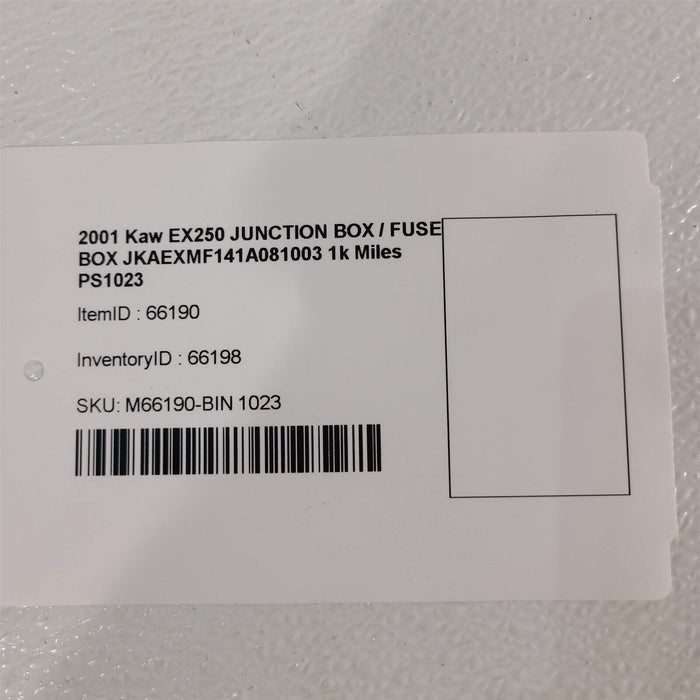 2001 Kaw EX250 JUNCTION BOX / FUSE
BOX JKAEXMF141A081003 1k Miles
PS1023
ItemID : 66190
InventoryID : 66198
SKU: M66190-BIN 1023